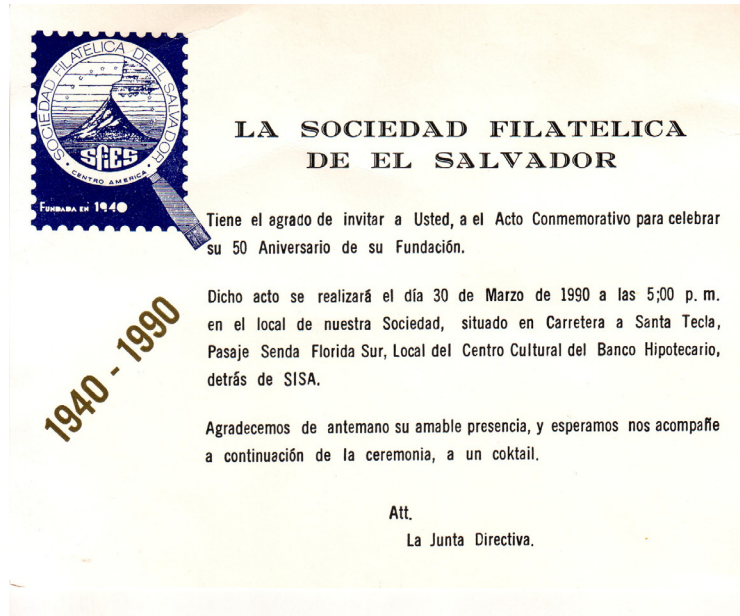 SOCIEDAD FILATELICA DE EL SALVADOR
SFIES
CENTRO AMERICA
FUNDADA EN 1940
LA SOCIEDAD FILATELICA
DE EL SALVADOR
Tiene el agrado de invitar a Usted, a el Acto Conmemorativo para celebrar
su 50 Aniversario de su Fundación.
Dicho acto se realizará el día 30 de Marzo de 1990 a las 5;00 p. m.
en el local de nuestra Sociedad, situado en Carretera a Santa Tecla,
Pasaje Senda Florida Sur, Local del Centro Cultural del Banco Hipotecario,
detrás de SISA.
1940 - 1990
Agradecemos de antemano su amable presencia, y esperamos nos acompañe
a continuación de la ceremonia, a un coktail.
Att.
La Junta Directiva.